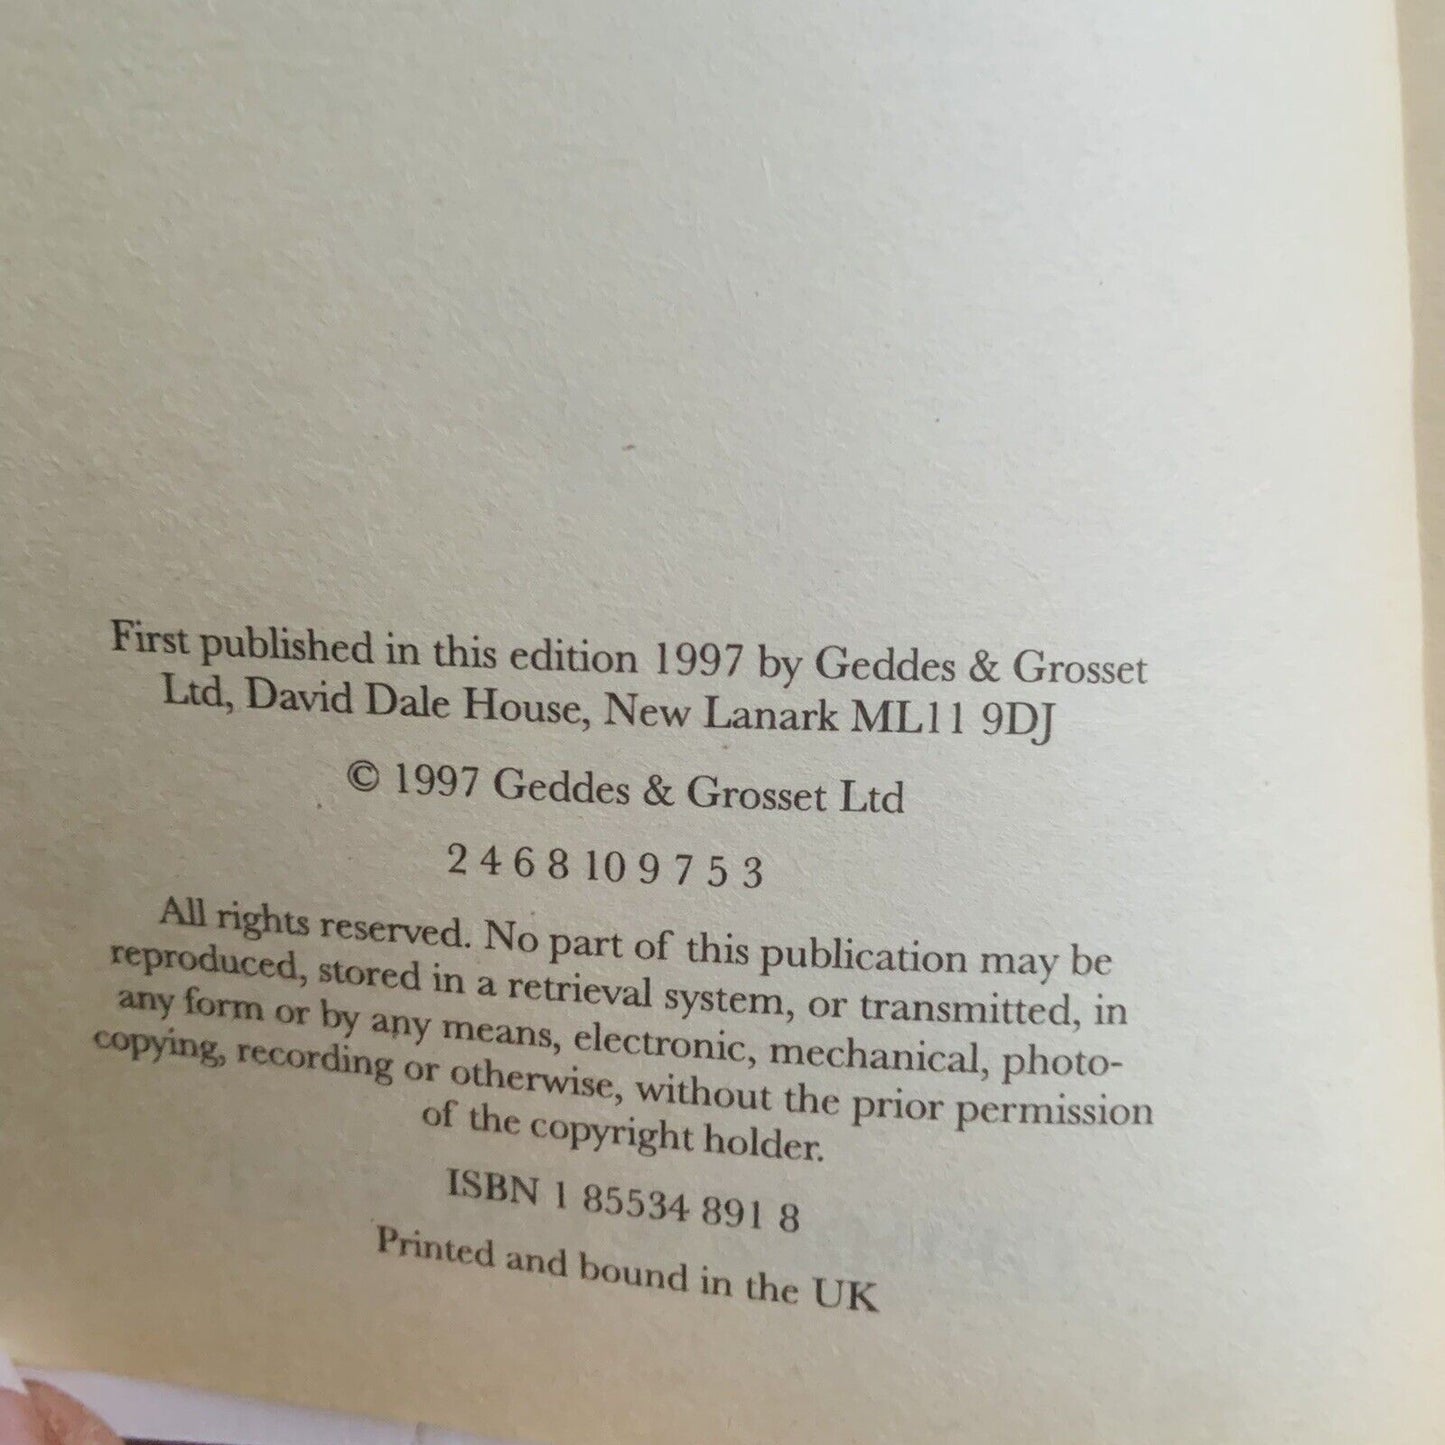 First published in this edition 1997 by Geddes & Grosset
Ltd, David Dale House, New Lanark ML11 9DJ
© 1997 Geddes & Grosset Ltd
2 4 6 8 10 9 7 5 3
All rights reserved. No part of this publication may be
reproduced, stored in a retrieval system, or transmitted, in
any form or by any means, electronic, mechanical, photo-
copying, recording or otherwise, without the prior permission
of the copyright holder.
ISBN 1 85534 891 8
Printed and bound in the UK